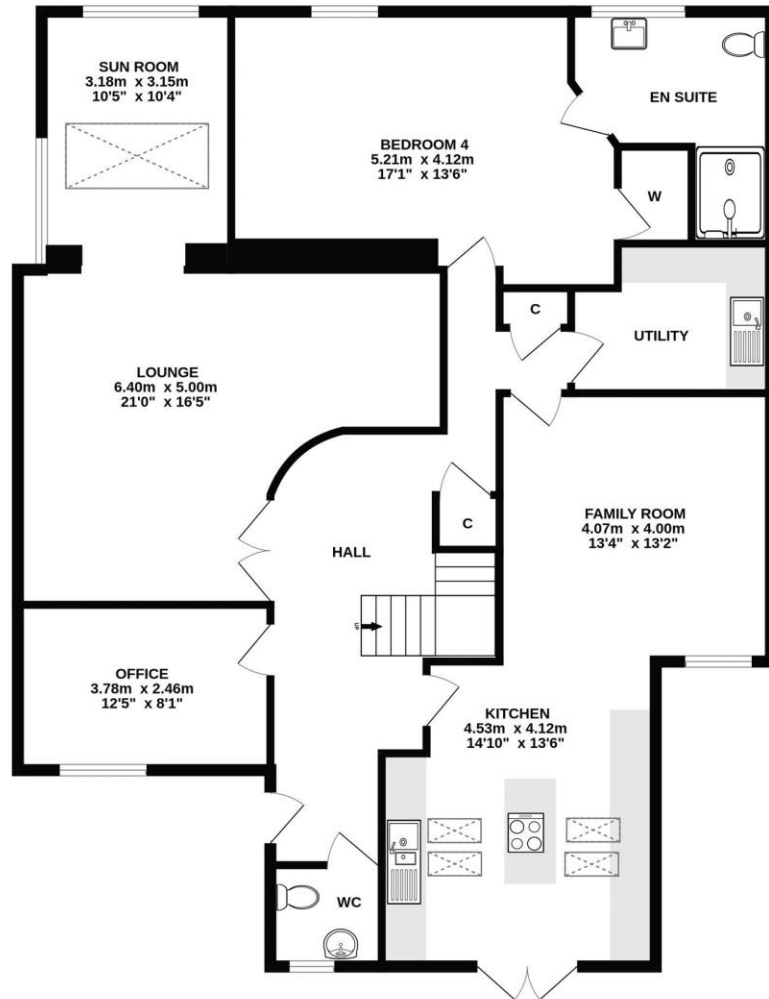 SUN ROOM
3.18m x 3.15m
10'5" x 10'4"
BEDROOM 4
5.21m x 4.12m
17'1" x 13'6"
EN SUITE
W
C
UTILITY
LOUNGE
6.40m x 5.00m
21'0" x 16'5"
C
HALL
FAMILY ROOM
4.07m x 4.00m
13'4" x 13'2"
UP
OFFICE
3.78m x 2.46m
12'5" x 8'1"
KITCHEN
4.53m x 4.12m
14'10" x 13'6"
WC